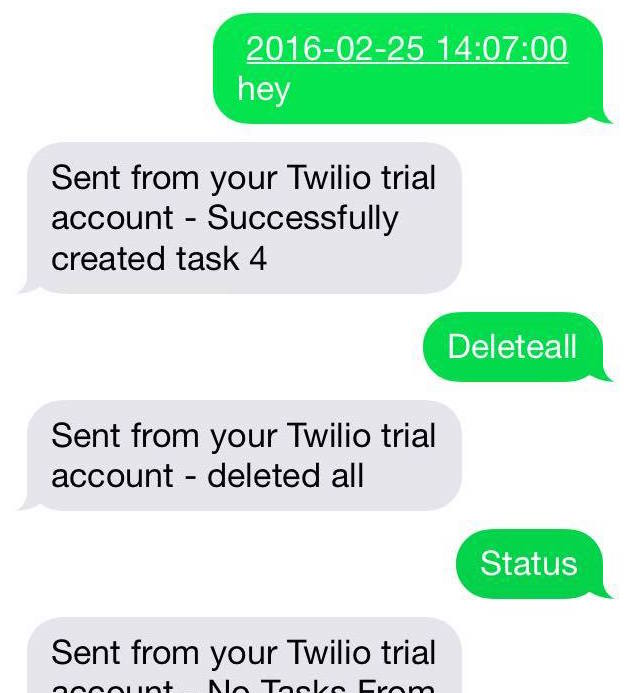 2016-02-25 14:07:00
hey
Sent from your Twilio trial
account - Successfully
created task 4
Deleteall
Sent from your Twilio trial
account - deleted all
Status
Sent from your Twilio trial
account - No Tasks From